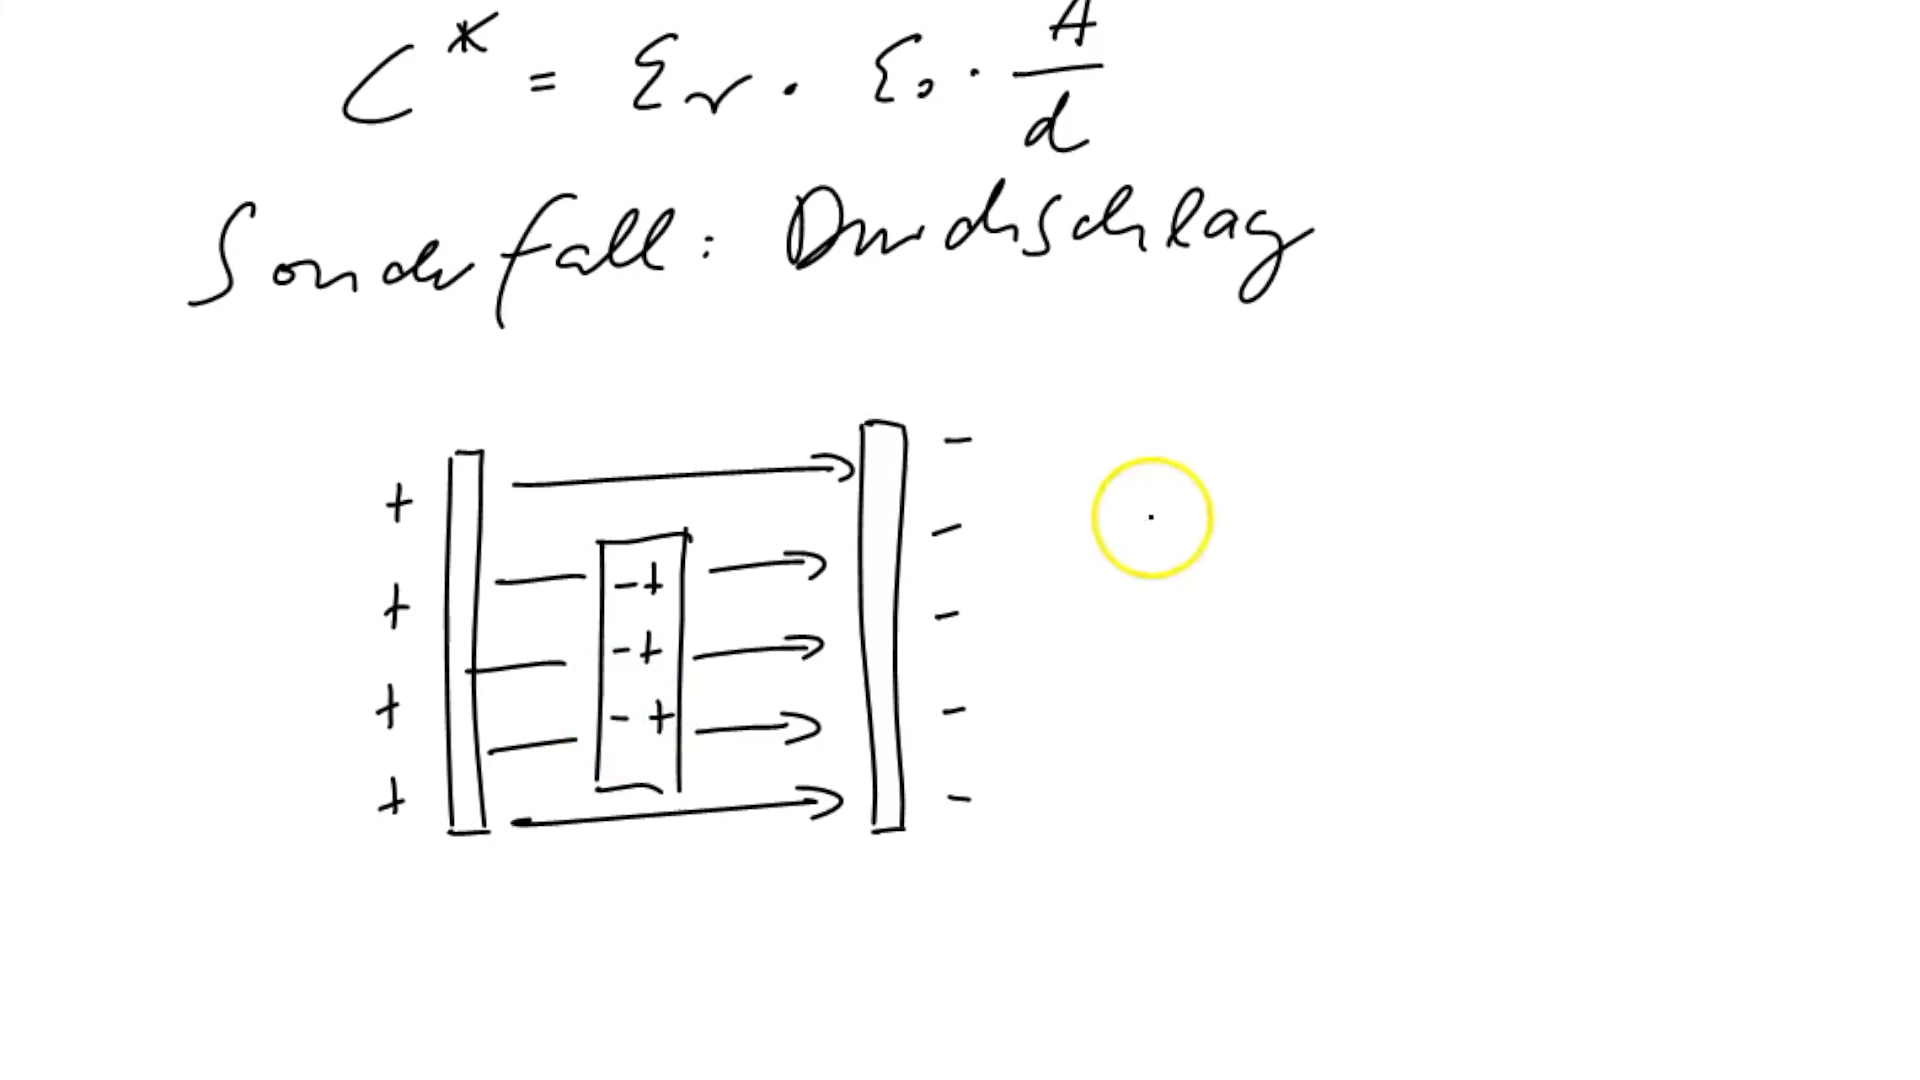 C* = εr · ε0 · A/d
Sonderfall: Durchschlag
+ -
+ -+ -
-+ -
+ -+ -
+ -